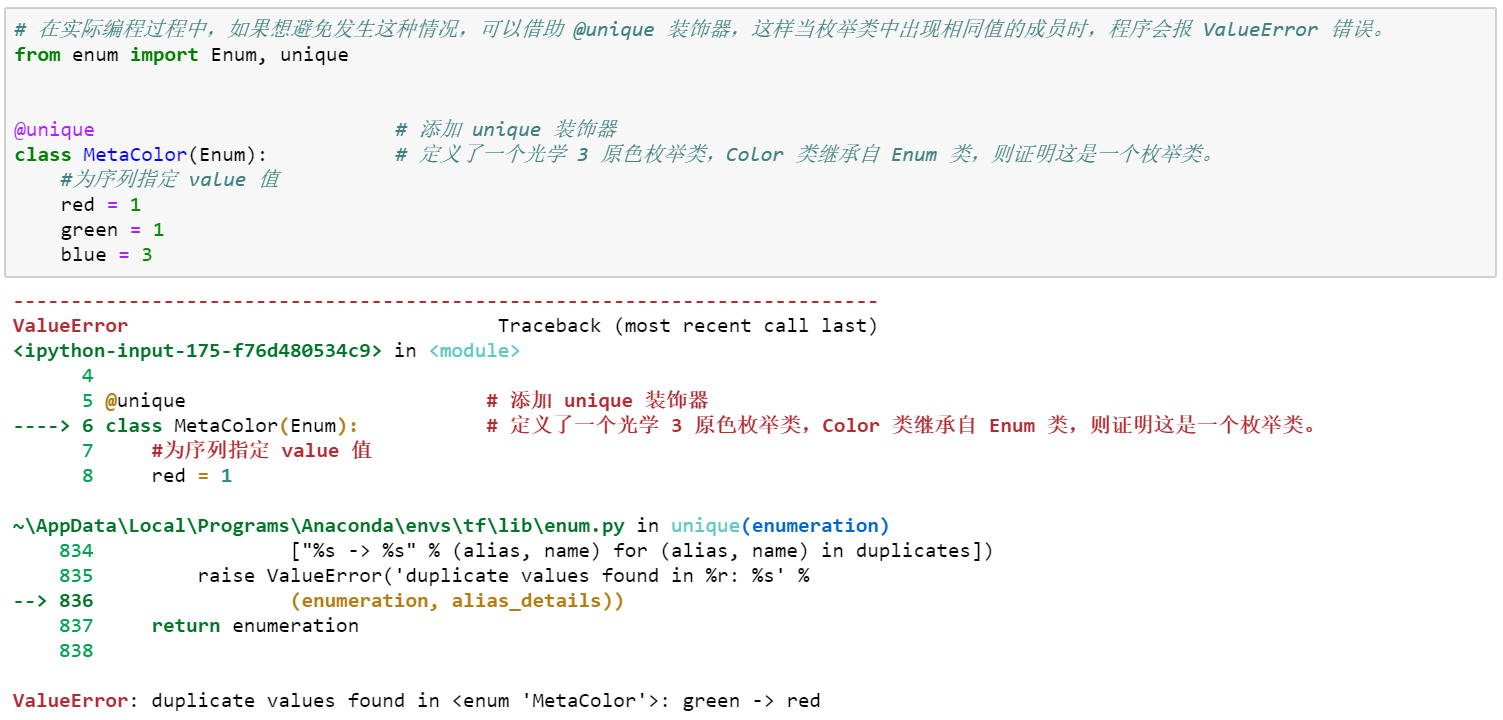 # 在实际编程过程中，如果想避免发生这种情况，可以借助 @unique 装饰器，这样当枚举类中出现相同值的成员时，程序会报 ValueError 错误。
from enum import Enum, unique
@unique                          # 添加 unique 装饰器
class MetaColor(Enum):           # 定义了一个光学 3 原色枚举类，Color 类继承自 Enum 类，则证明这是一个枚举类。
    #为序列指定 value 值
    red = 1
    green = 1
    blue = 3
---------------------------------------------------------------------------
ValueError                                Traceback (most recent call last)
<ipython-input-175-f76d480534c9> in <module>
      4
      5 @unique                          # 添加 unique 装饰器
----> 6 class MetaColor(Enum):           # 定义了一个光学 3 原色枚举类，Color 类继承自 Enum 类，则证明这是一个枚举类。
      7     #为序列指定 value 值
      8     red = 1
~\AppData\Local\Programs\Anaconda\envs\tf\lib\enum.py in unique(enumeration)
    834                 ["%s -> %s" % (alias, name) for (alias, name) in duplicates])
    835         raise ValueError('duplicate values found in %r: %s' %
--> 836                 (enumeration, alias_details))
    837     return enumeration
    838
ValueError: duplicate values found in <enum 'MetaColor'>: green -> red